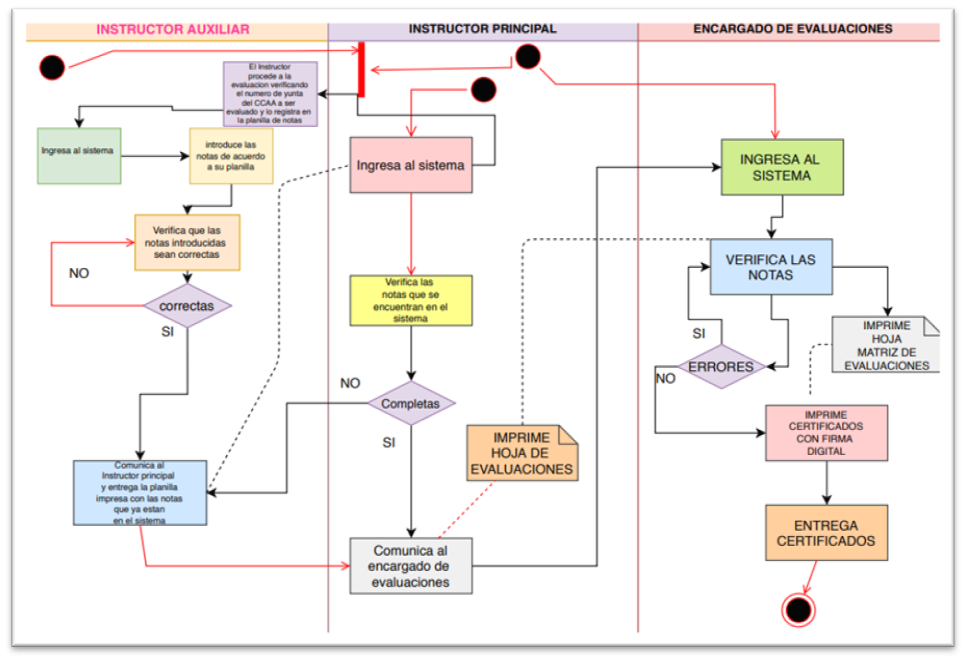 INSTRUCTOR AUXILIAR
INSTRUCTOR PRINCIPAL
ENCARGADO DE EVALUACIONES
El Instructor
procede a la
evaluacion verificando
el numero de yunta
del CCAA a ser
evaluado y lo registra en
la planilla de notas
Ingresa al sistema
introduce las
notas de acuerdo
a su planilla
Verifica que las
notas introducidas
sean correctas
NO
correctas
SI
Comunica al
Instructor principal
y entrega la planilla
impresa con las notas
que ya estan
en el sistema
Ingresa al sistema
Verifica las
notas que se
encuentran en el
sistema
NO
Completas
SI
IMPRIME
HOJA DE
EVALUACIONES
Comunica al
encargado de
evaluaciones
INGRESA AL
SISTEMA
VERIFICA LAS
NOTAS
IMPRIME
HOJA
MATRIZ DE
EVALUACIONES
SI
ERRORES
NO
IMPRIME
CERTIFICADOS
CON FIRMA
DIGITAL
ENTREGA
CERTIFICADOS